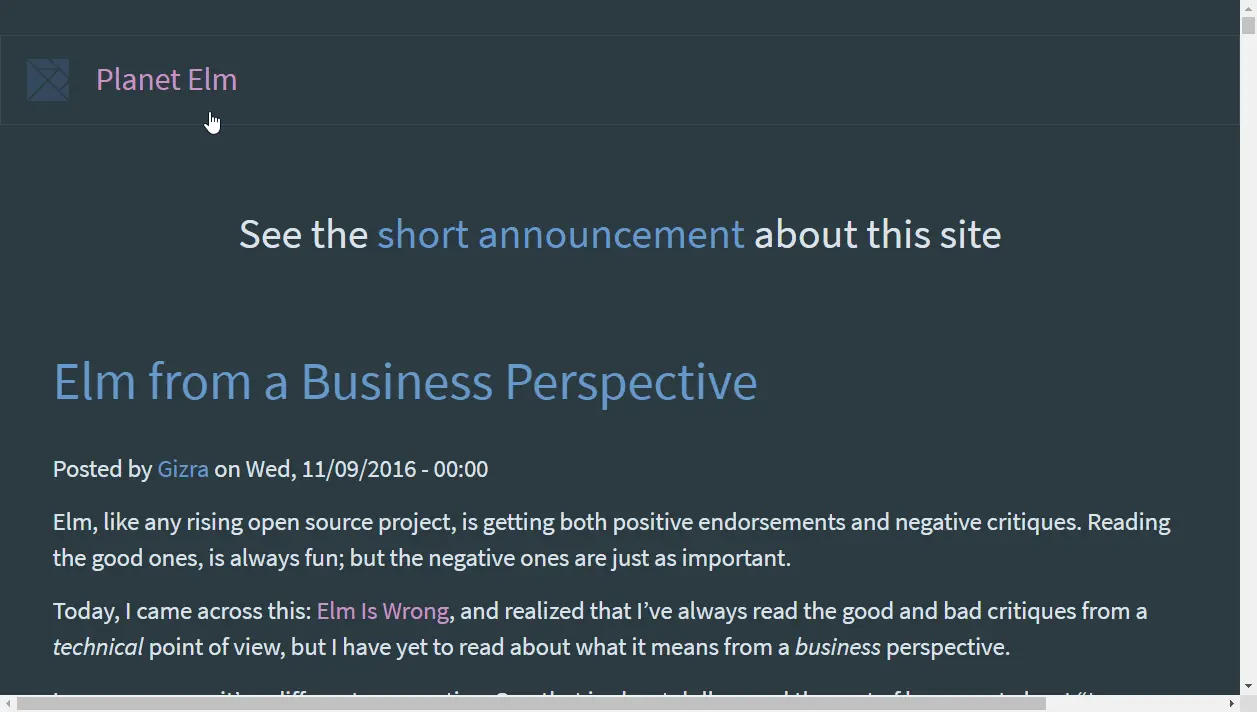 Planet Elm
See the short announcement about this site
Elm from a Business Perspective
Posted by Gizra on Wed, 11/09/2016 - 00:00
Elm, like any rising open source project, is getting both positive endorsements and negative critiques. Reading
the good ones, is always fun; but the negative ones are just as important.
Today, I came across this: Elm Is Wrong, and realized that I’ve always read the good and bad critiques from a
technical point of view, but I have yet to read about what it means from a business perspective.